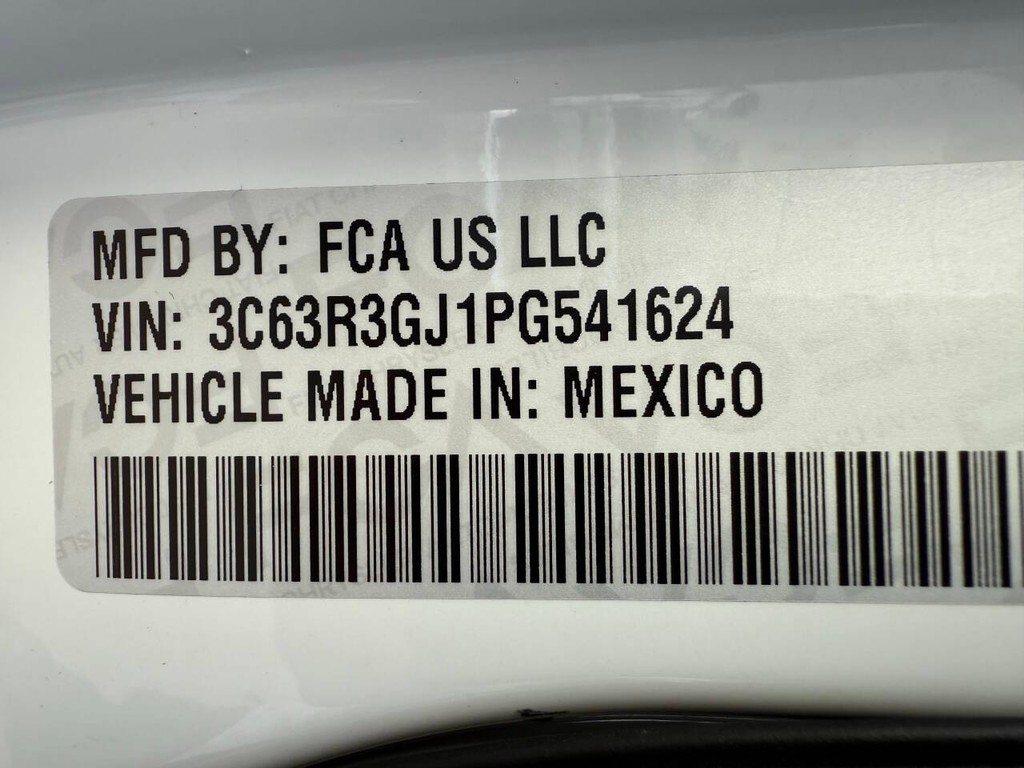 MFD BY: FCA US LLC
VIN: 3C63R3GJ1PG541624
VEHICLE MADE IN: MEXICO